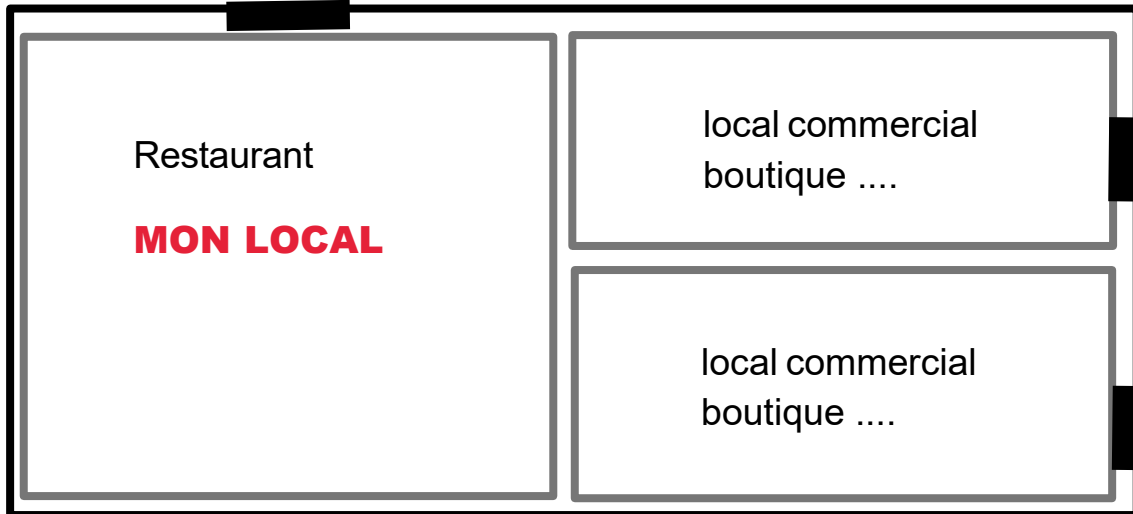 Restaurant
MON LOCAL
local commercial
boutique ....
local commercial
boutique ....